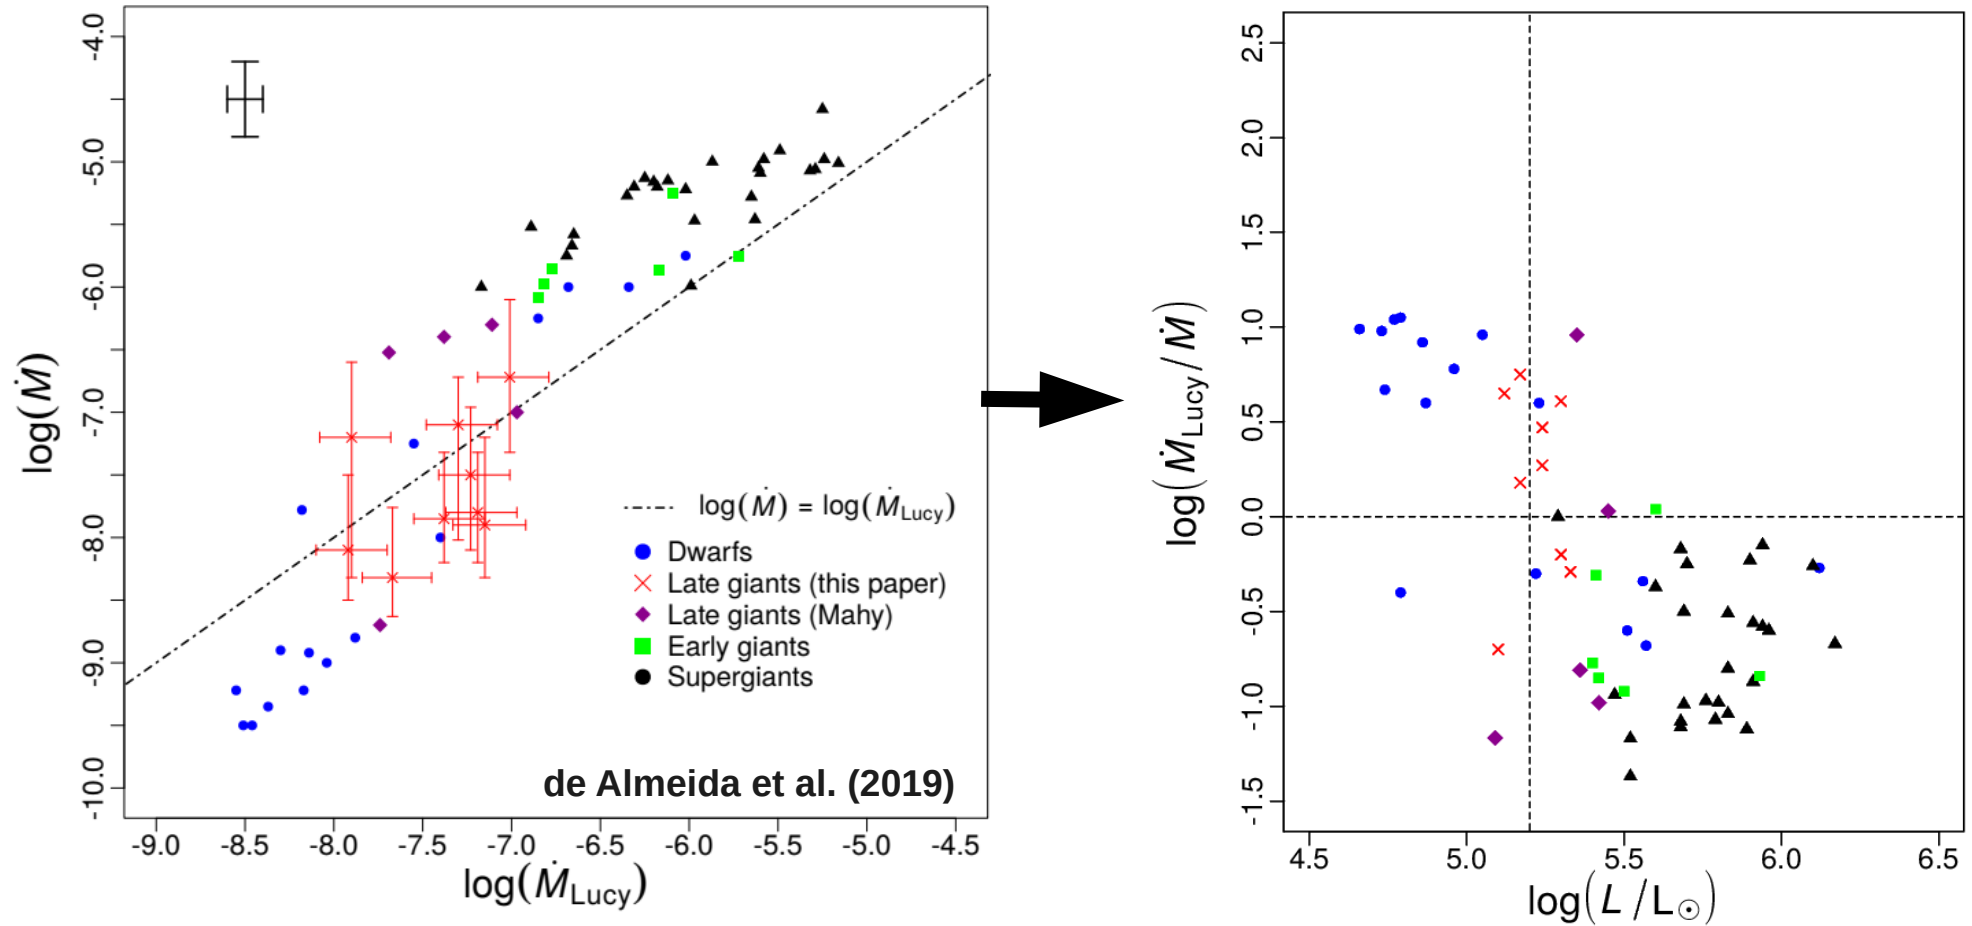 -4.0
-5.0
-6.0
-7.0
-8.0
-9.0
-10.0
log(Ṁ)
log(Ṁ) = log(Ṁ_Lucy)
Dwarfs
Late giants (this paper)
Late giants (Mahy)
Early giants
Supergiants
de Almeida et al. (2019)
-9.0 -8.5 -8.0 -7.5 -7.0 -6.5 -6.0 -5.5 -5.0 -4.5
log(Ṁ_Lucy)
2.5
2.0
1.5
1.0
0.5
0.0
-0.5
-1.0
-1.5
log(Ṁ_Lucy/Ṁ)
4.5 5.0 5.5 6.0 6.5
log(L/L☉)